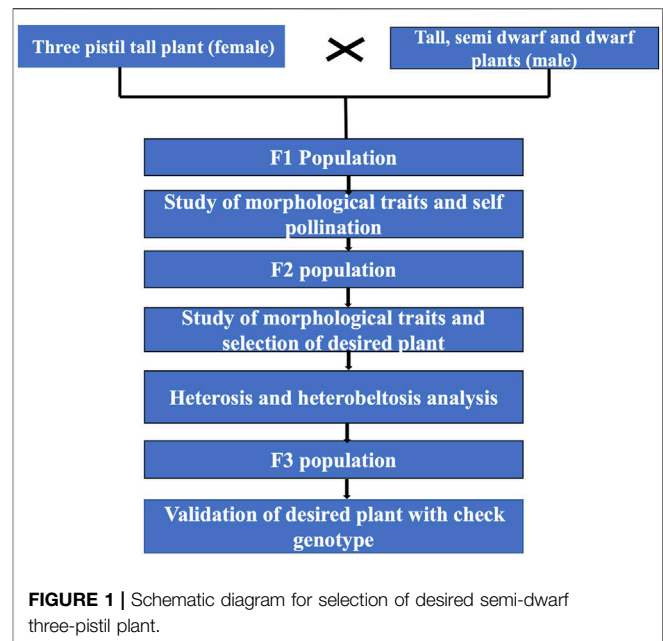 Three pistil tall plant (female)
Tall, semi dwarf and dwarf
plants (male)
F1 Population
Study of morphological traits and self
pollination
F2 population
Study of morphological traits and
selection of desired plant
Heterosis and heterobeltosis analysis
F3 population
Validation of desired plant with check
genotype
FIGURE 1 | Schematic diagram for selection of desired semi-dwarf
three-pistil plant.